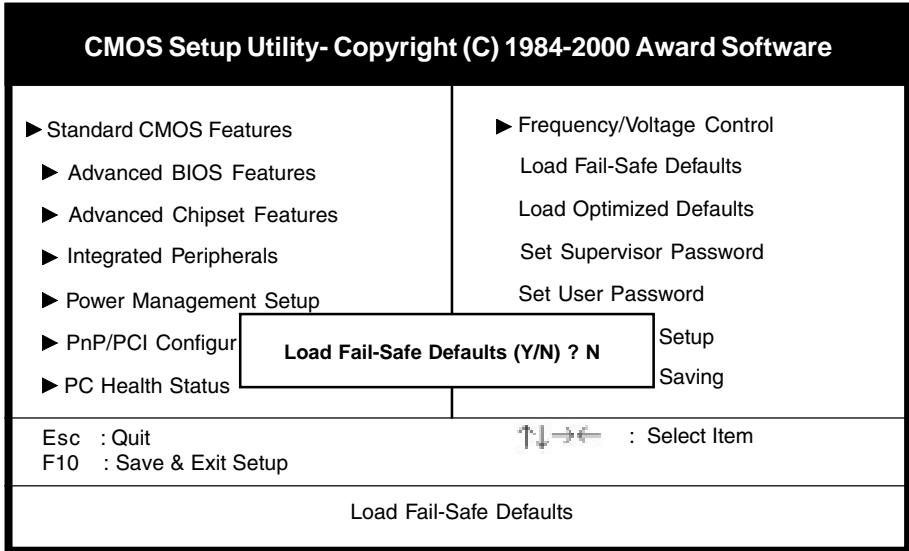 CMOS Setup Utility- Copyright (C) 1984-2000 Award Software
Standard CMOS Features
Advanced BIOS Features
Advanced Chipset Features
Integrated Peripherals
Power Management Setup
PnP/PCI Configur
PC Health Status
Frequency/Voltage Control
Load Fail-Safe Defaults
Load Optimized Defaults
Set Supervisor Password
Set User Password
Setup
Saving
Load Fail-Safe Defaults (Y/N) ? N
Esc : Quit
F10 : Save & Exit Setup
↑↓→← : Select Item
Load Fail-Safe Defaults